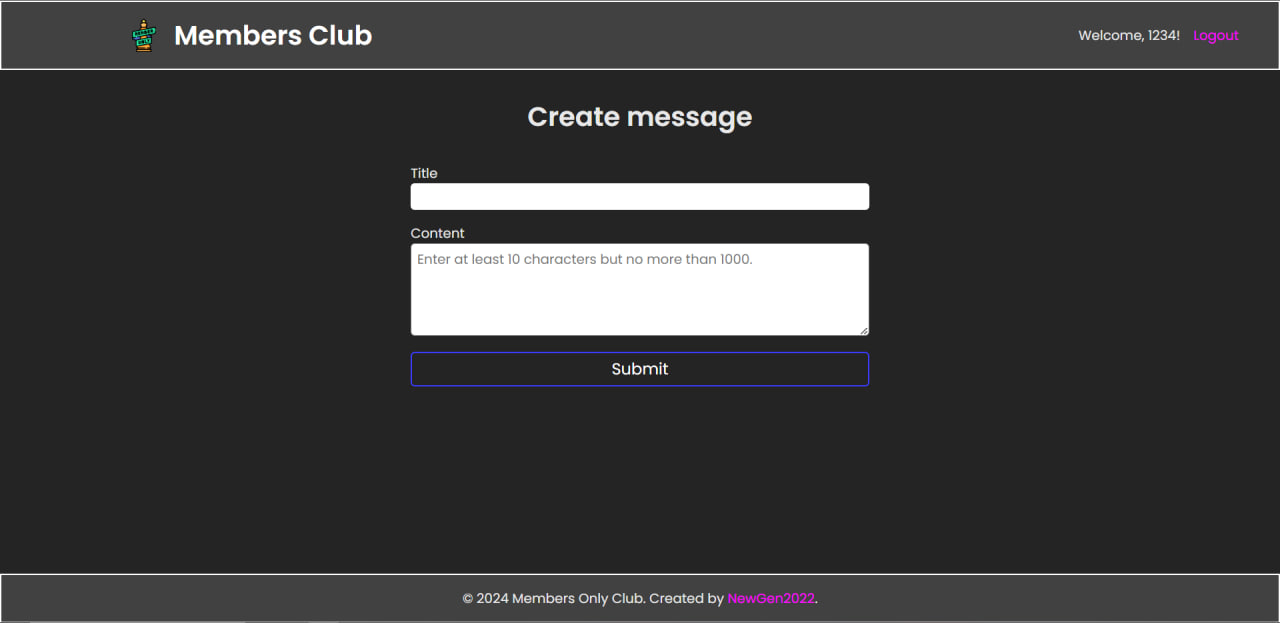 Members Club
Welcome, 1234! Logout
Create message
Title
Content
Enter at least 10 characters but no more than 1000.
Submit
© 2024 Members Only Club. Created by NewGen2022.